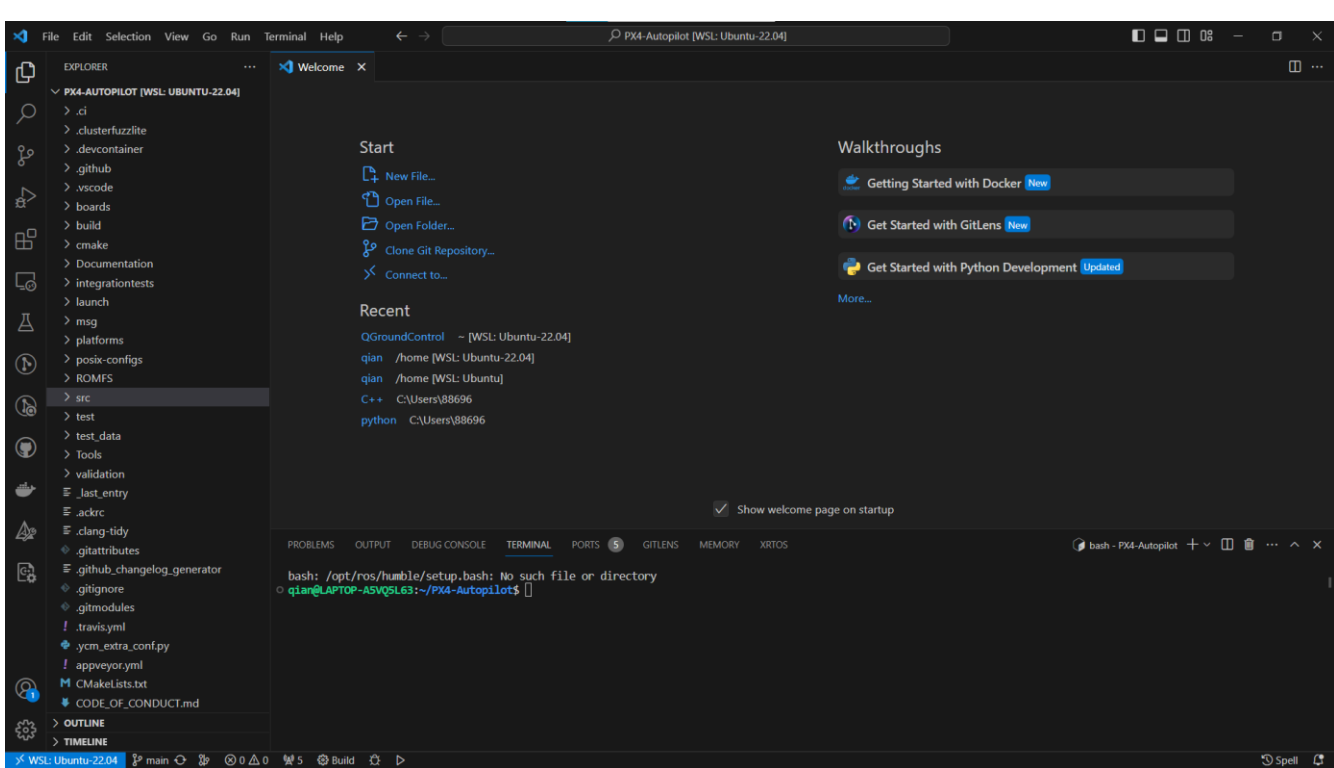 File Edit Selection View Go Run Terminal Help
PX4-Autopilot [WSL: Ubuntu-22.04]
EXPLORER
Welcome
PX4-AUTOPILOT [WSL: UBUNTU-22.04]
.ci
.clusterfuzzlite
.devcontainer
.github
.vscode
boards
build
cmake
Documentation
integrationtests
launch
msg
platforms
posix-configs
ROMFS
src
test
test_data
Tools
validation
_last_entry
.ackrc
.clang-tidy
.gitattributes
.github_changelog_generator
.gitignore
.gitmodules
.travis.yml
.ycm_extra_conf.py
appveyor.yml
CMakeLists.txt
CODE_OF_CONDUCT.md
OUTLINE
TIMELINE
Start
New File...
Open File...
Open Folder...
Clone Git Repository...
Connect to...
Recent
QGroundControl ~ [WSL: Ubuntu-22.04]
qian /home [WSL: Ubuntu-22.04]
qian /home [WSL: Ubuntu]
C++ C:\Users\88696
python C:\Users\88696
Walkthroughs
Getting Started with Docker New
Get Started with GitLens New
Get Started with Python Development Updated
More...
Show welcome page on startup
PROBLEMS OUTPUT DEBUG CONSOLE TERMINAL PORTS 5 GITLENS MEMORY XRTOS
bash - PX4-Autopilot
bash: /opt/ros/humble/setup.bash: No such file or directory
qian@LAPTOP-A5VQ5L63:~/PX4-Autopilot$
1
WSL: Ubuntu-22.04 main 0 0 5 Build
Spell